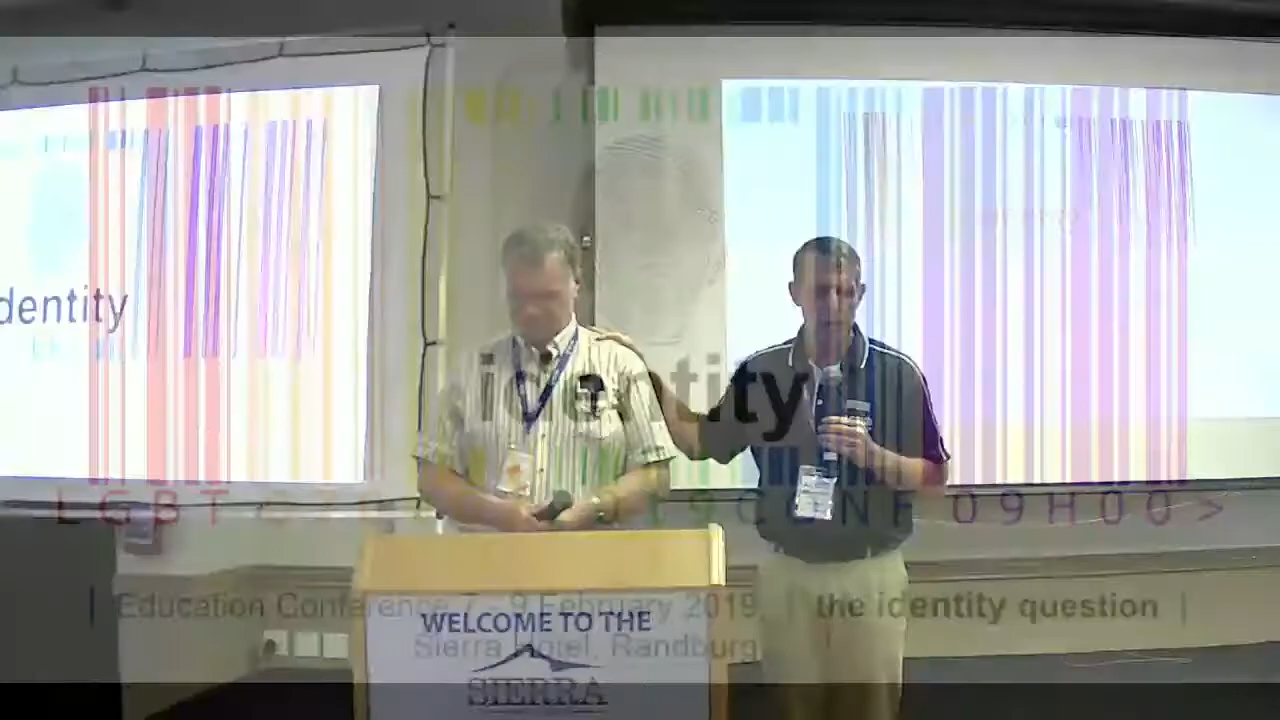 dentity
identity
LGBT
CONF 09H00 >
| Education Conference 7 - 9 February 2019, | the identity question |
Sierra Hotel, Randburg
WELCOME TO THE
SIERRA